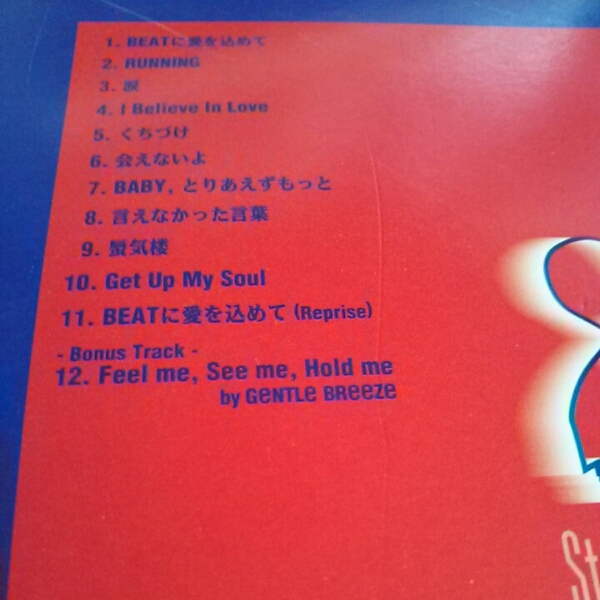 1. BEATに愛を込めて
2. RUNNING
3. 涙
4. I Believe In Love
5. くちづけ
6. 会えないよ
7. BABY, とりあえずもっと
8. 言えなかった言葉
9. 蜃気楼
10. Get Up My Soul
11. BEATに愛を込めて (Reprise)
- Bonus Track -
12. Feel me, See me, Hold me
by GENTLE BREEZE
St